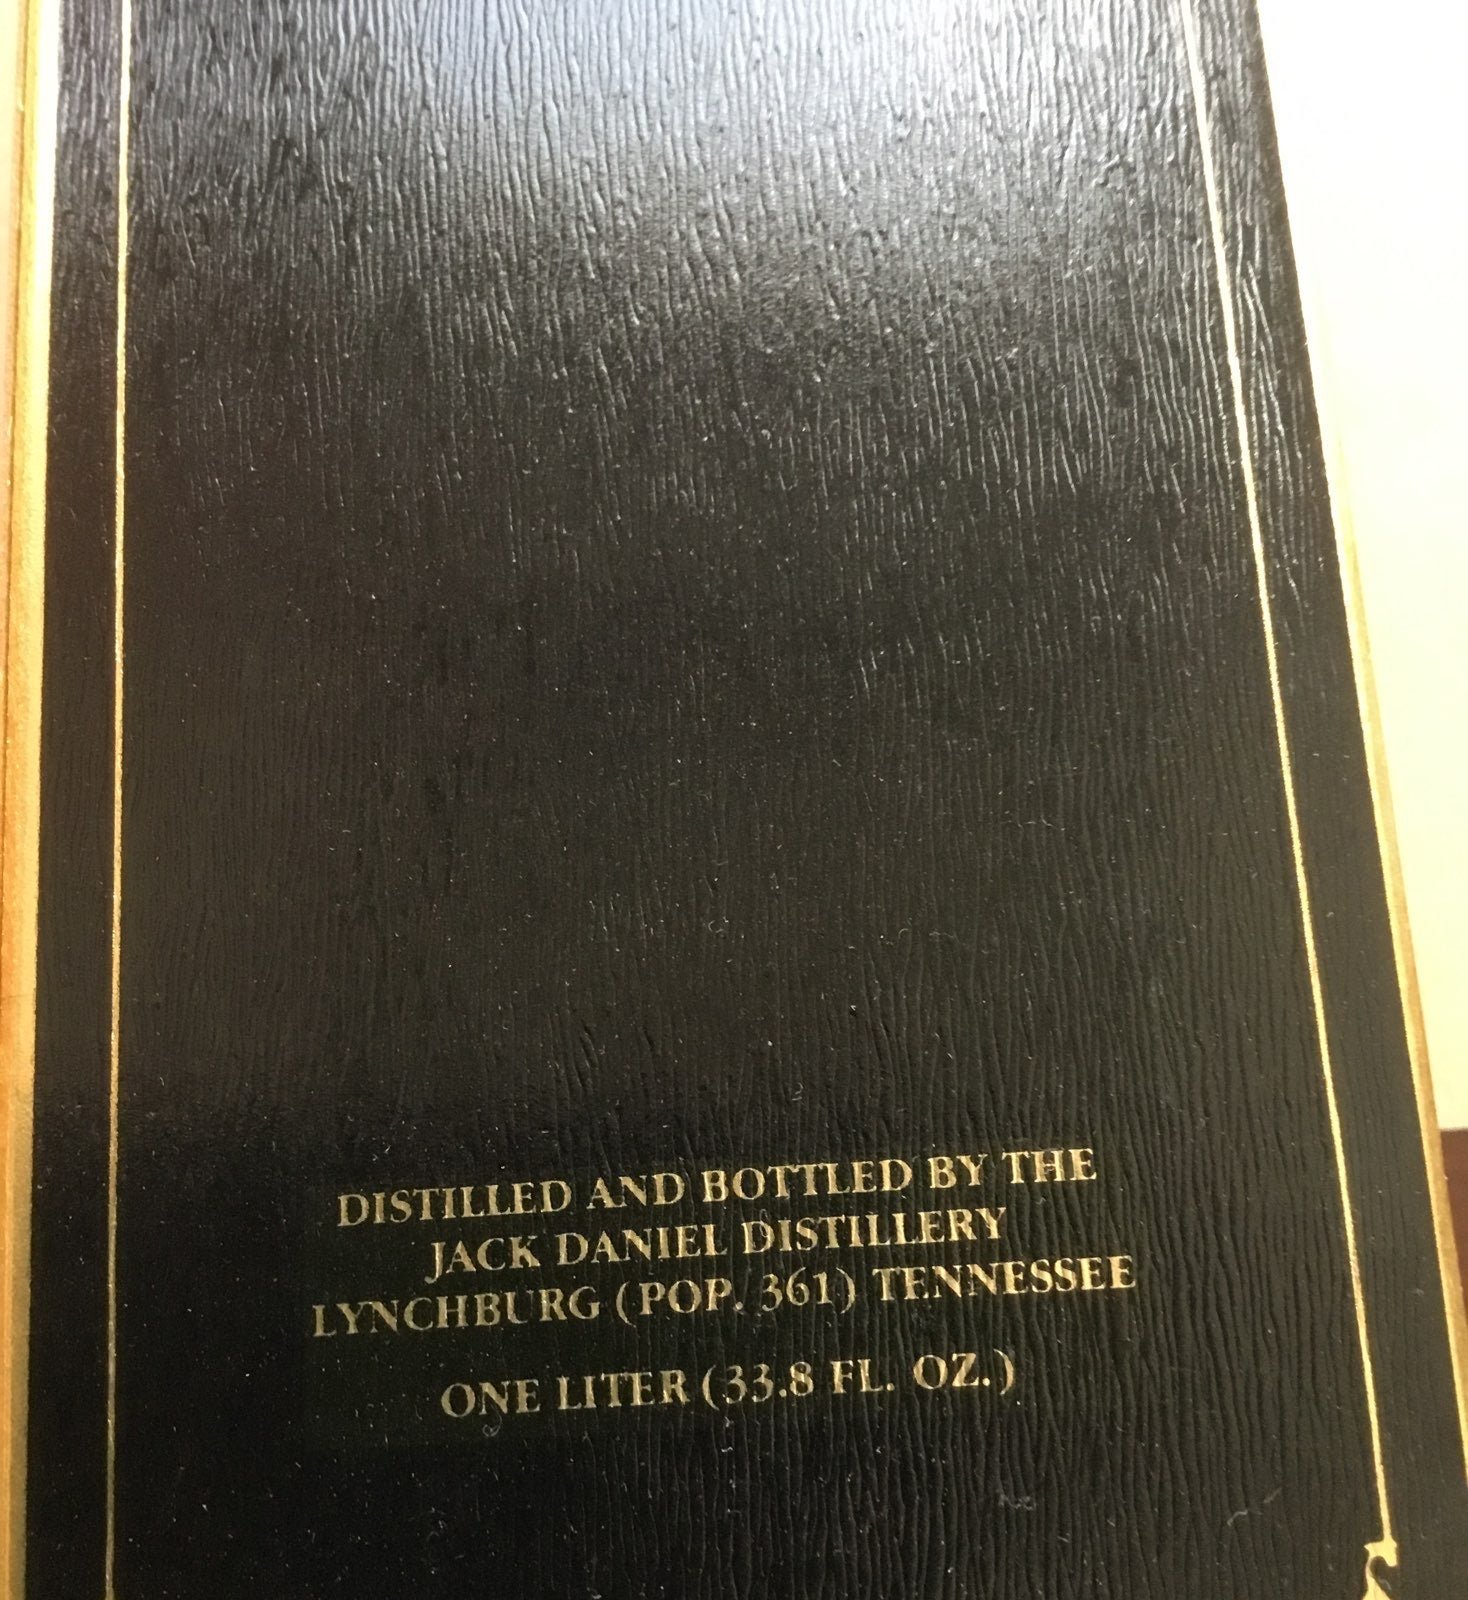 DISTILLED AND BOTTLED BY THE
JACK DANIEL DISTILLERY
LYNCHBURG (POP. 361) TENNESSEE
ONE LITER (33.8 FL. OZ.)